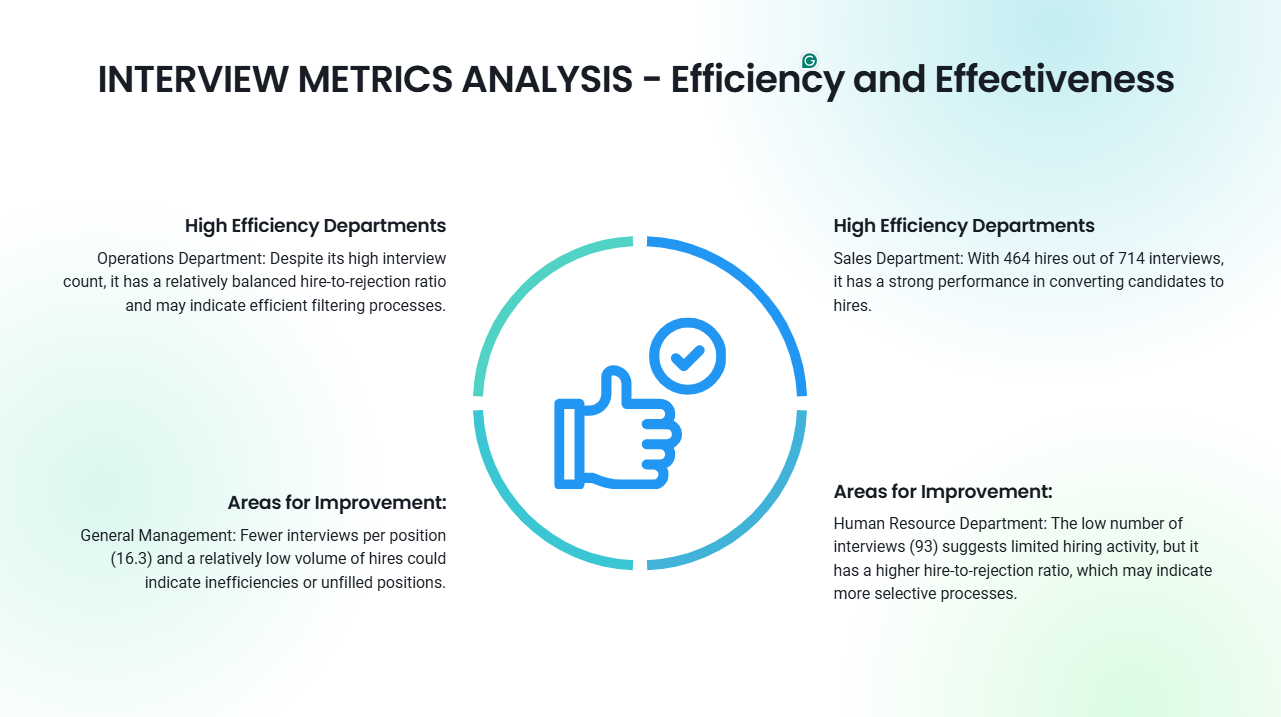 INTERVIEW METRICS ANALYSIS - Efficiency and Effectiveness
High Efficiency Departments
Operations Department: Despite its high interview
count, it has a relatively balanced hire-to-rejection ratio
and may indicate efficient filtering processes.
High Efficiency Departments
Sales Department: With 464 hires out of 714 interviews,
it has a strong performance in converting candidates to
hires.
Areas for Improvement:
General Management: Fewer interviews per position
(16.3) and a relatively low volume of hires could
indicate inefficiencies or unfilled positions.
Areas for Improvement:
Human Resource Department: The low number of
interviews (93) suggests limited hiring activity, but it
has a higher hire-to-rejection ratio, which may indicate
more selective processes.